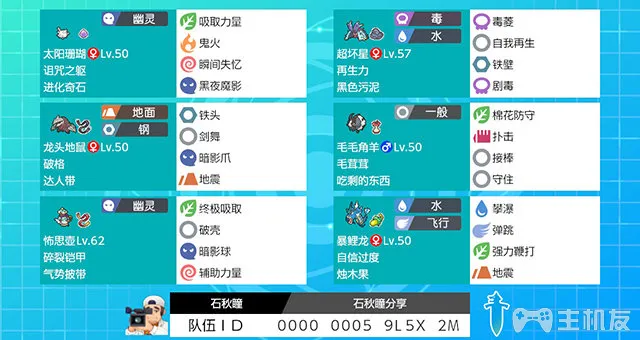 幽灵
太阳珊瑚♀Lv.50
诅咒之躯
进化奇石
吸取力量
鬼火
瞬间失忆
黑夜魔影
毒
水
超坏星♀Lv.57
再生力
黑色污泥
毒菱
自我再生
铁壁
剧毒
地面
钢
龙头地鼠♀Lv.50
破格
达人带
铁头
剑舞
暗影爪
地震
一般
毛毛角羊♂Lv.50
毛茸茸
吃剩的东西
棉花防守
扑击
接棒
守住
幽灵
怖思壶Lv.62
碎裂铠甲
气势披带
终极吸取
破壳
暗影球
辅助力量
水
飞行
暴鲤龙♀Lv.50
自信过度
烛木果
攀瀑
弹跳
强力鞭打
地震
石秋瞳
石秋瞳分享
队伍ID
0000 0005 9L5X 2M
主机友